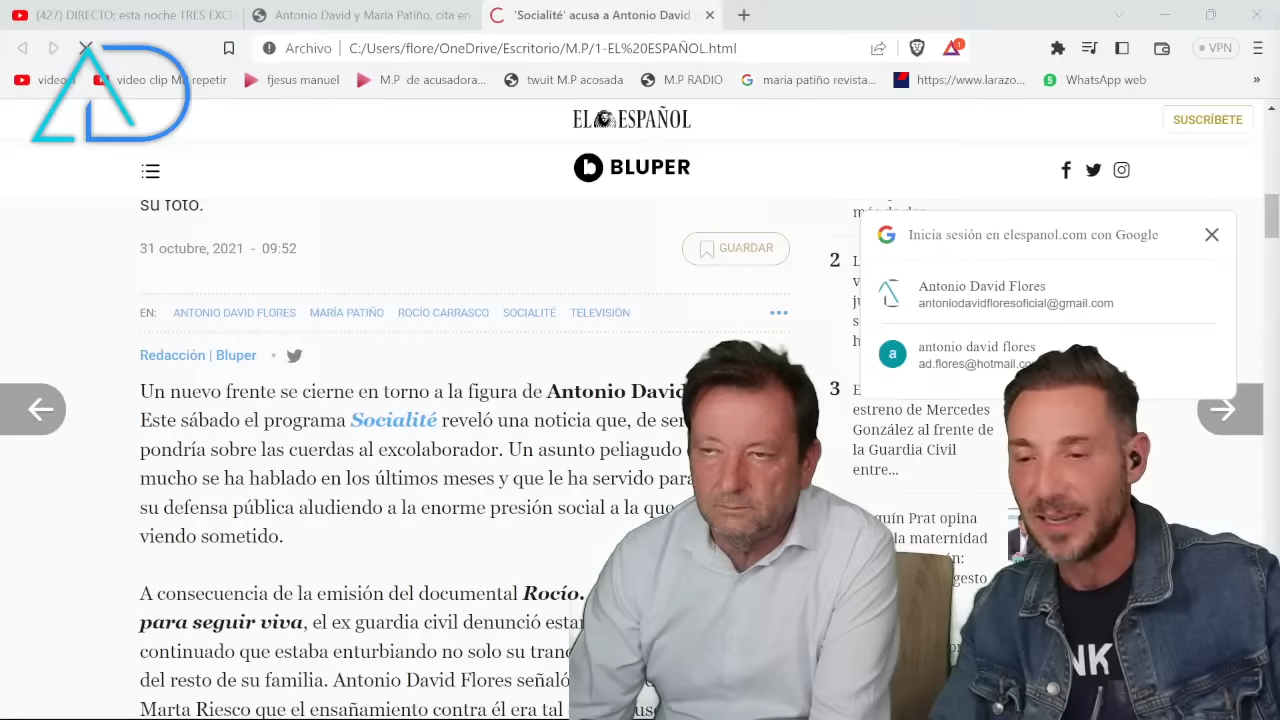 (427) DIRECTO; esta noche TRES EXCL
Antonio David y María Patiño, cita en
'Socialité' acusa a Antonio David
Archivo
C:/Users/flore/OneDrive/Escritorio/M.P/1-EL%20ESPAÑOL.html
1
VPN
video
video clip M.P repetir
fjesus manuel
M.P de acusadora...
twuit M.P acosada
M.P RADIO
maria patiño revista...
https://www.larazo...
WhatsApp web
»
AD
EL ESPAÑOL
SUSCRÍBETE
b BLUPER
su foto.
31 octubre, 2021 - 09:52
GUARDAR
EN: ANTONIO DAVID FLORES MARÍA PATIÑO ROCÍO CARRASCO SOCIALITÉ TELEVISIÓN
Redacción | Bluper
Un nuevo frente se cierne en torno a la figura de Antonio David
Este sábado el programa Socialité reveló una noticia que, de ser
pondría sobre las cuerdas al excolaborador. Un asunto peliagudo
mucho se ha hablado en los últimos meses y que le ha servido para
su defensa pública aludiendo a la enorme presión social a la que
viendo sometido.
A consecuencia de la emisión del documental Rocío.
para seguir viva, el ex guardia civil denunció esta
continuado que estaba enturbiando no solo su tranq
del resto de su familia. Antonio David Flores señaló
Marta Riesco que el ensañamiento contra él era tal
Inicia sesión en elespanol.com con Google
Antonio David Flores
antoniodavidfloresoficial@gmail.com
a
antonio david flores
ad.flores@hotmail.co
2
3
estreno de Mercedes
González al frente de
la Guardia Civil
entre...
quín Prat opina
la maternidad
gesto
NK